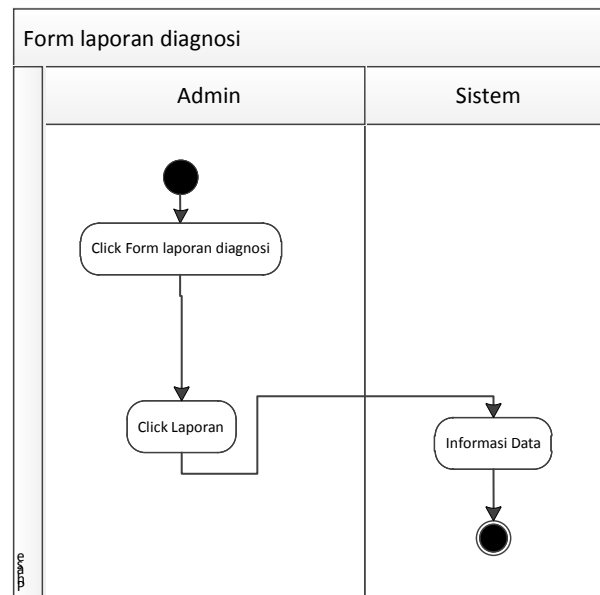 Form laporan diagnosi
Admin
Sistem
Click Form laporan diagnosi
Click Laporan
Informasi Data